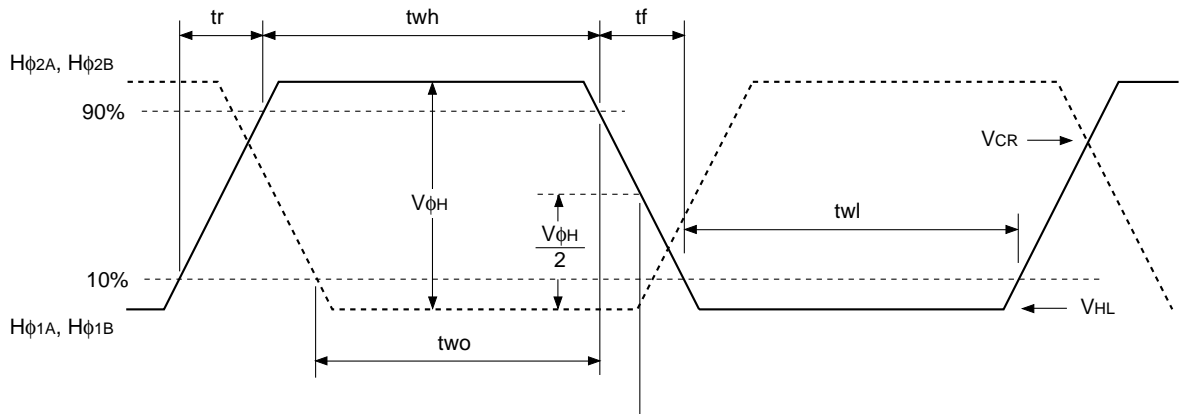 tr twh tf
Hϕ2A, Hϕ2B
90%
VCR
VϕH
twl
VϕH
2
10%
VHL
Hϕ1A, Hϕ1B
two